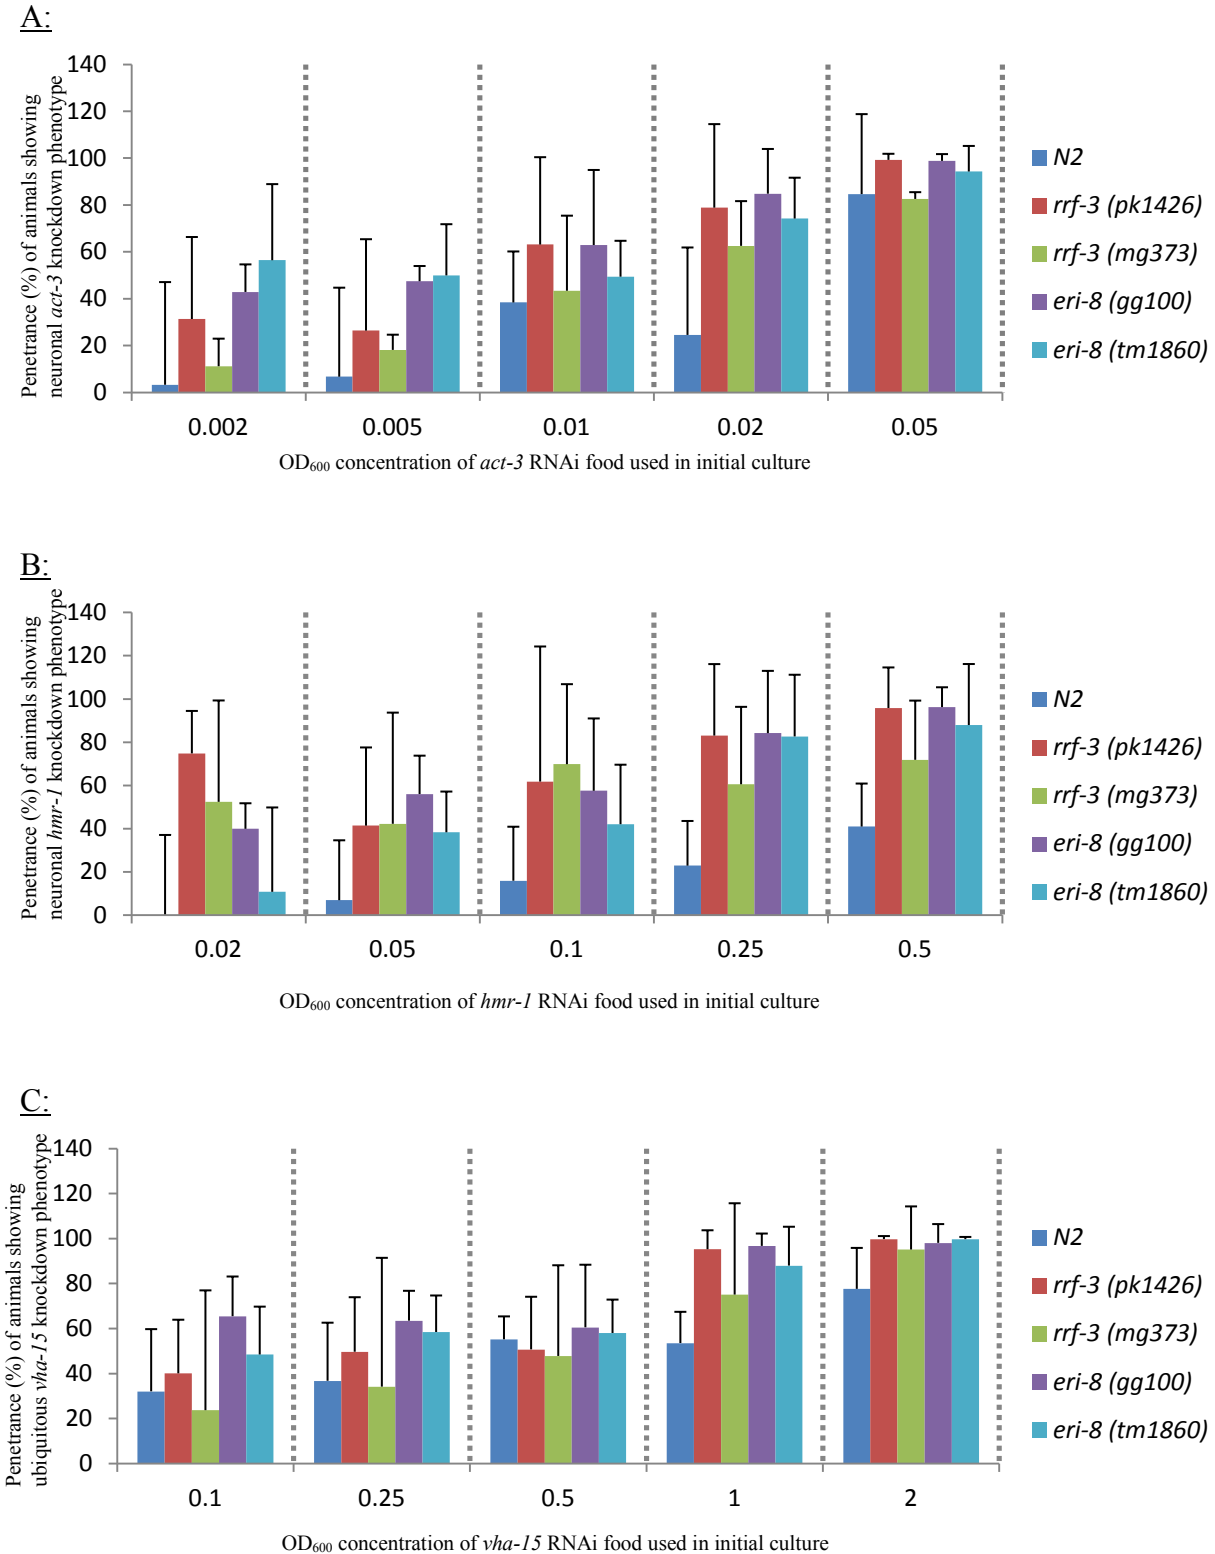 A:
Penetrance (%) of animals showing
neuronal act-3 knockdown phenotype
140
120
100
80
60
40
20
0
0.002 0.005 0.01 0.02 0.05
OD600 concentration of act-3 RNAi food used in initial culture
N2
rrf-3 (pk1426)
rrf-3 (mg373)
eri-8 (gg100)
eri-8 (tm1860)
B:
Penetrance (%) of animals showing
neuronal hmr-1 knockdown phenotype
140
120
100
80
60
40
20
0
0.02 0.05 0.1 0.25 0.5
OD600 concentration of hmr-1 RNAi food used in initial culture
N2
rrf-3 (pk1426)
rrf-3 (mg373)
eri-8 (gg100)
eri-8 (tm1860)
C:
Penetrance (%) of animals showing
ubiquitous vha-15 knockdown phenotype
140
120
100
80
60
40
20
0
0.1 0.25 0.5 1 2
OD600 concentration of vha-15 RNAi food used in initial culture
N2
rrf-3 (pk1426)
rrf-3 (mg373)
eri-8 (gg100)
eri-8 (tm1860)